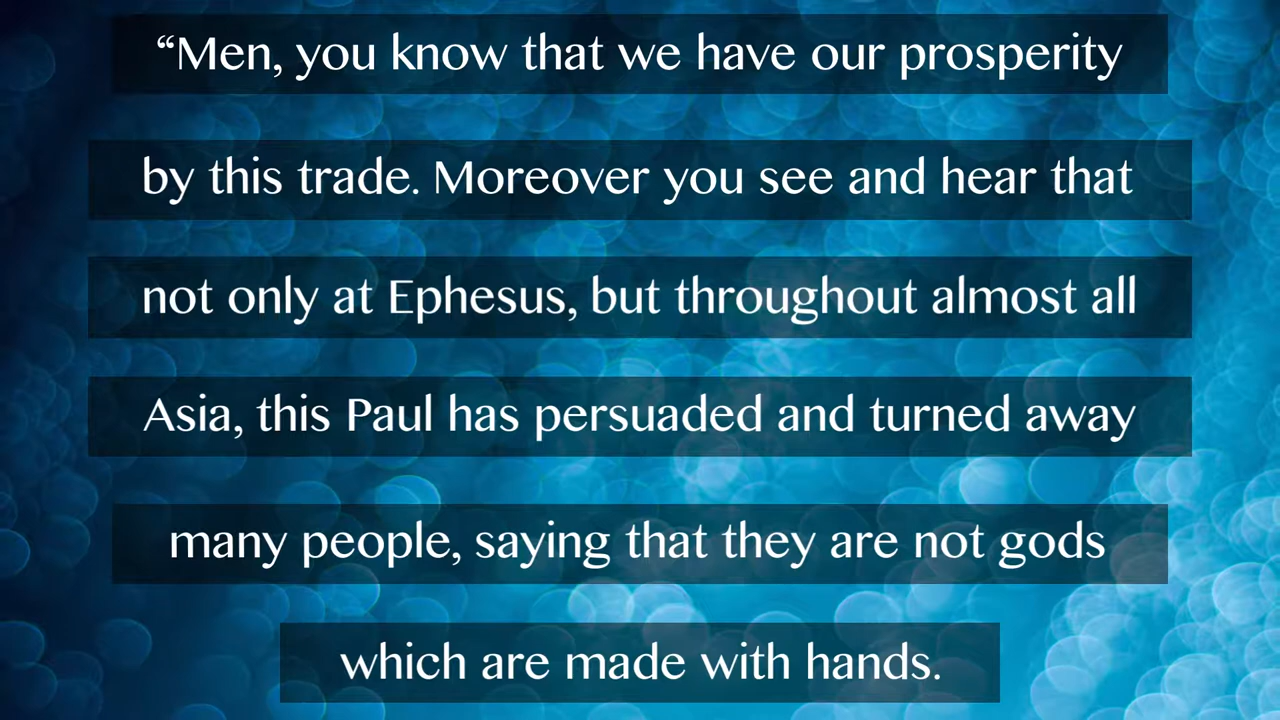 “Men, you know that we have our prosperity
by this trade. Moreover you see and hear that
not only at Ephesus, but throughout almost all
Asia, this Paul has persuaded and turned away
many people, saying that they are not gods
which are made with hands.